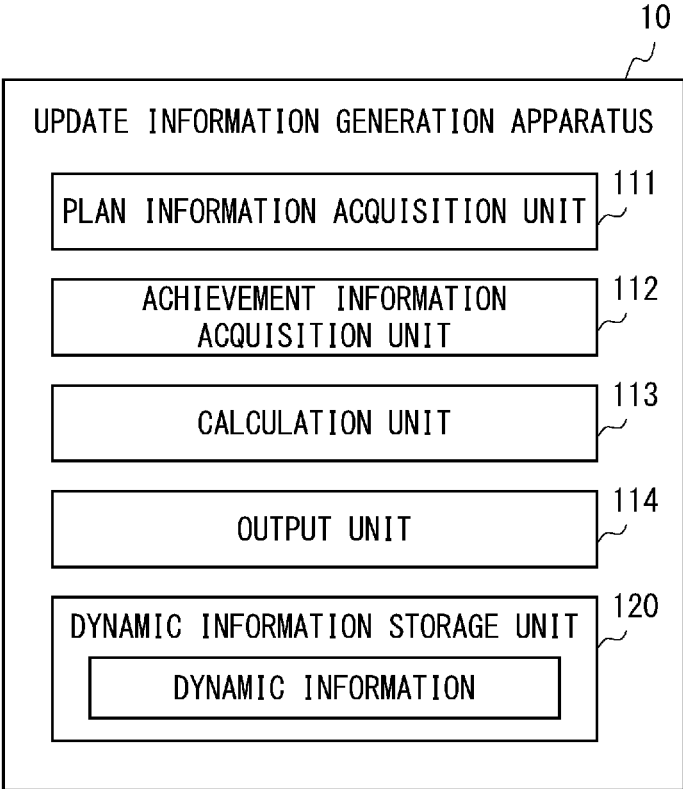 10
UPDATE INFORMATION GENERATION APPARATUS
111
PLAN INFORMATION ACQUISITION UNIT
112
ACHIEVEMENT INFORMATION
ACQUISITION UNIT
113
CALCULATION UNIT
114
OUTPUT UNIT
120
DYNAMIC INFORMATION STORAGE UNIT
DYNAMIC INFORMATION